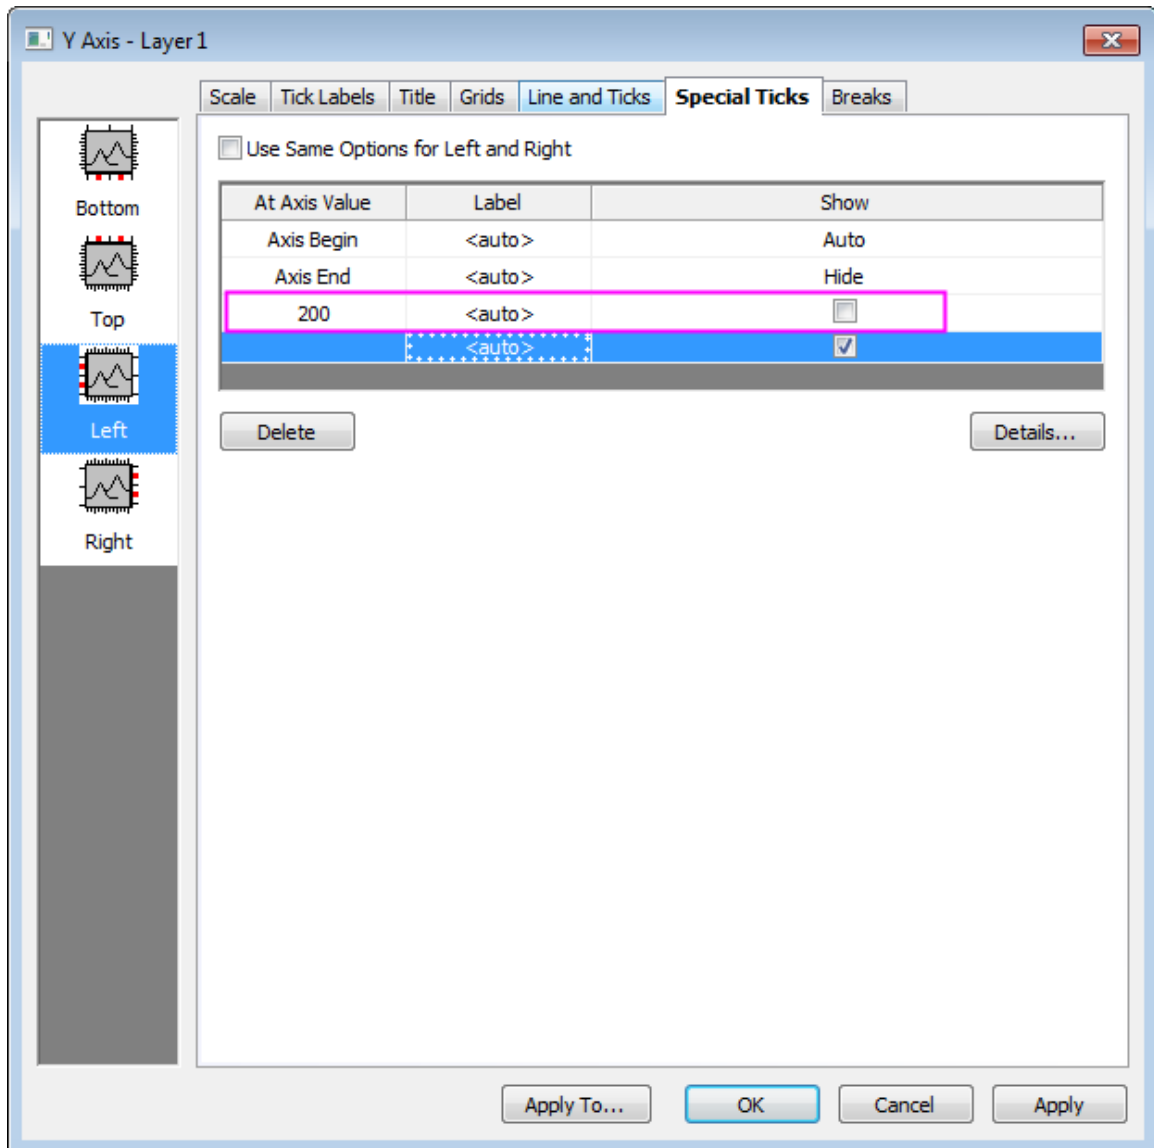 Y Axis - Layer 1
Scale Tick Labels Title Grids Line and Ticks Special Ticks Breaks
Use Same Options for Left and Right
Bottom
Top
Left
Right
At Axis Value Label Show
Axis Begin <auto> Auto
Axis End <auto> Hide
200 <auto>
<auto>
Delete Details...
Apply To... OK Cancel Apply